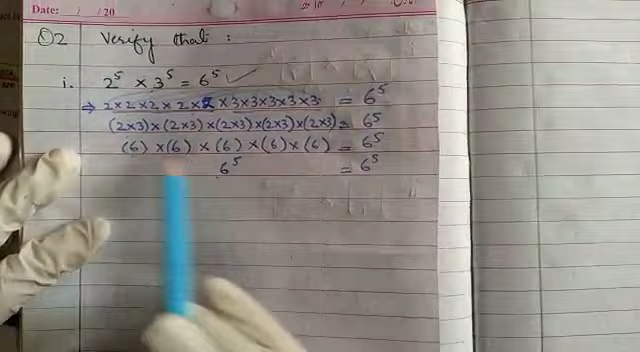 Date: / / 20
Q2 Verify that :
i. 2⁵ × 3⁵ = 6⁵ ✓
⇒ 2×2×2×2×2×3×3×3×3×3 = 6⁵
(2×3)×(2×3)×(2×3)×(2×3)×(2×3) = 6⁵
(6)×(6)×(6)×(6)×(6) = 6⁵
6⁵ = 6⁵